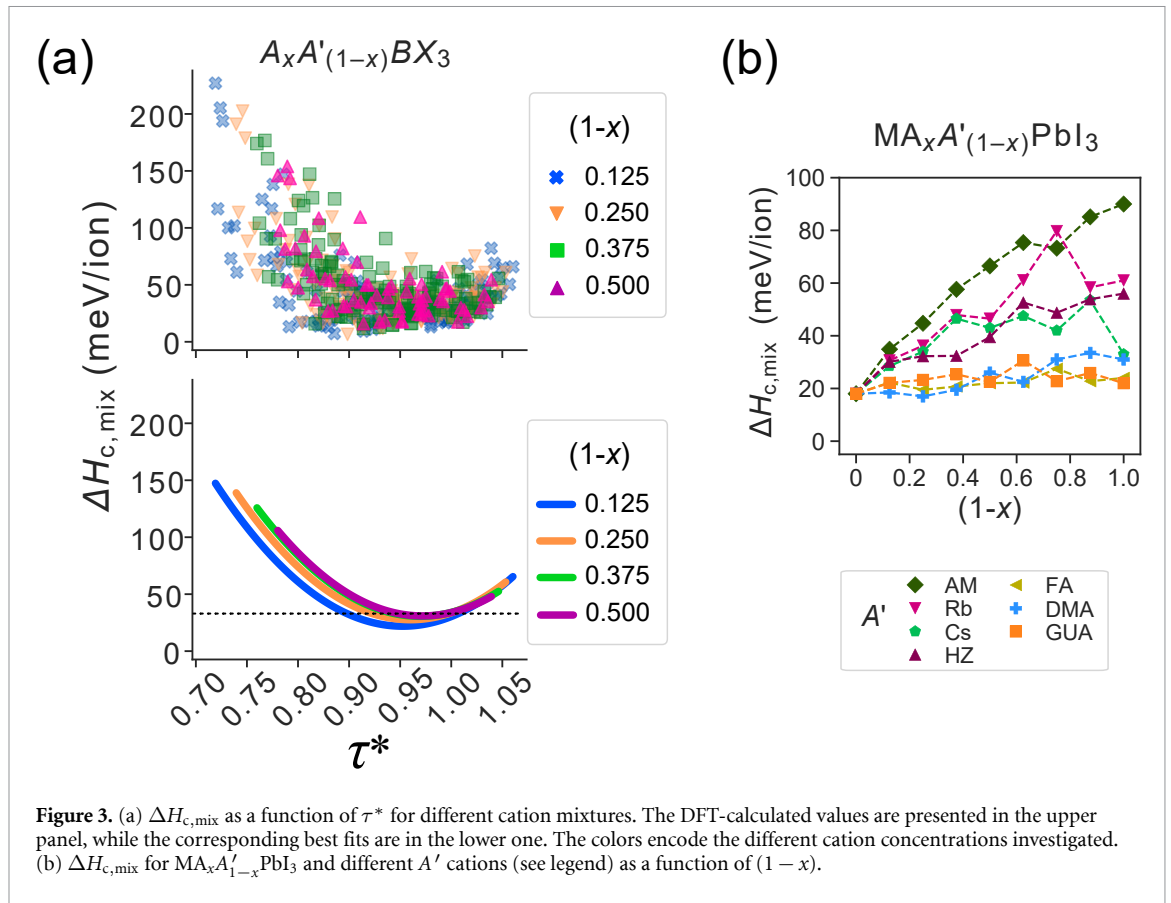 (a)
AₓA'₍₁₋ₓ₎BX₃
200
150
100
50
0
(1-x)
0.125
0.250
0.375
0.500
ΔH_c,mix (meV/ion)
200
150
100
50
0
(1-x)
0.125
0.250
0.375
0.500
0.70
0.75
0.80
0.90
0.95
1.00
1.05
τ*
(b)
MAₓA'₍₁₋ₓ₎PbI₃
100
80
60
40
20
0
ΔH_c,mix (meV/ion)
0
0.2
0.4
0.6
0.8
1.0
(1-x)
A'
AM
Rb
Cs
HZ
FA
DMA
GUA
Figure 3. (a) ΔH_c,mix as a function of τ* for different cation mixtures. The DFT-calculated values are presented in the upper
panel, while the corresponding best fits are in the lower one. The colors encode the different cation concentrations investigated.
(b) ΔH_c,mix for MAₓA′₁₋ₓPbI₃ and different A′ cations (see legend) as a function of (1 − x).